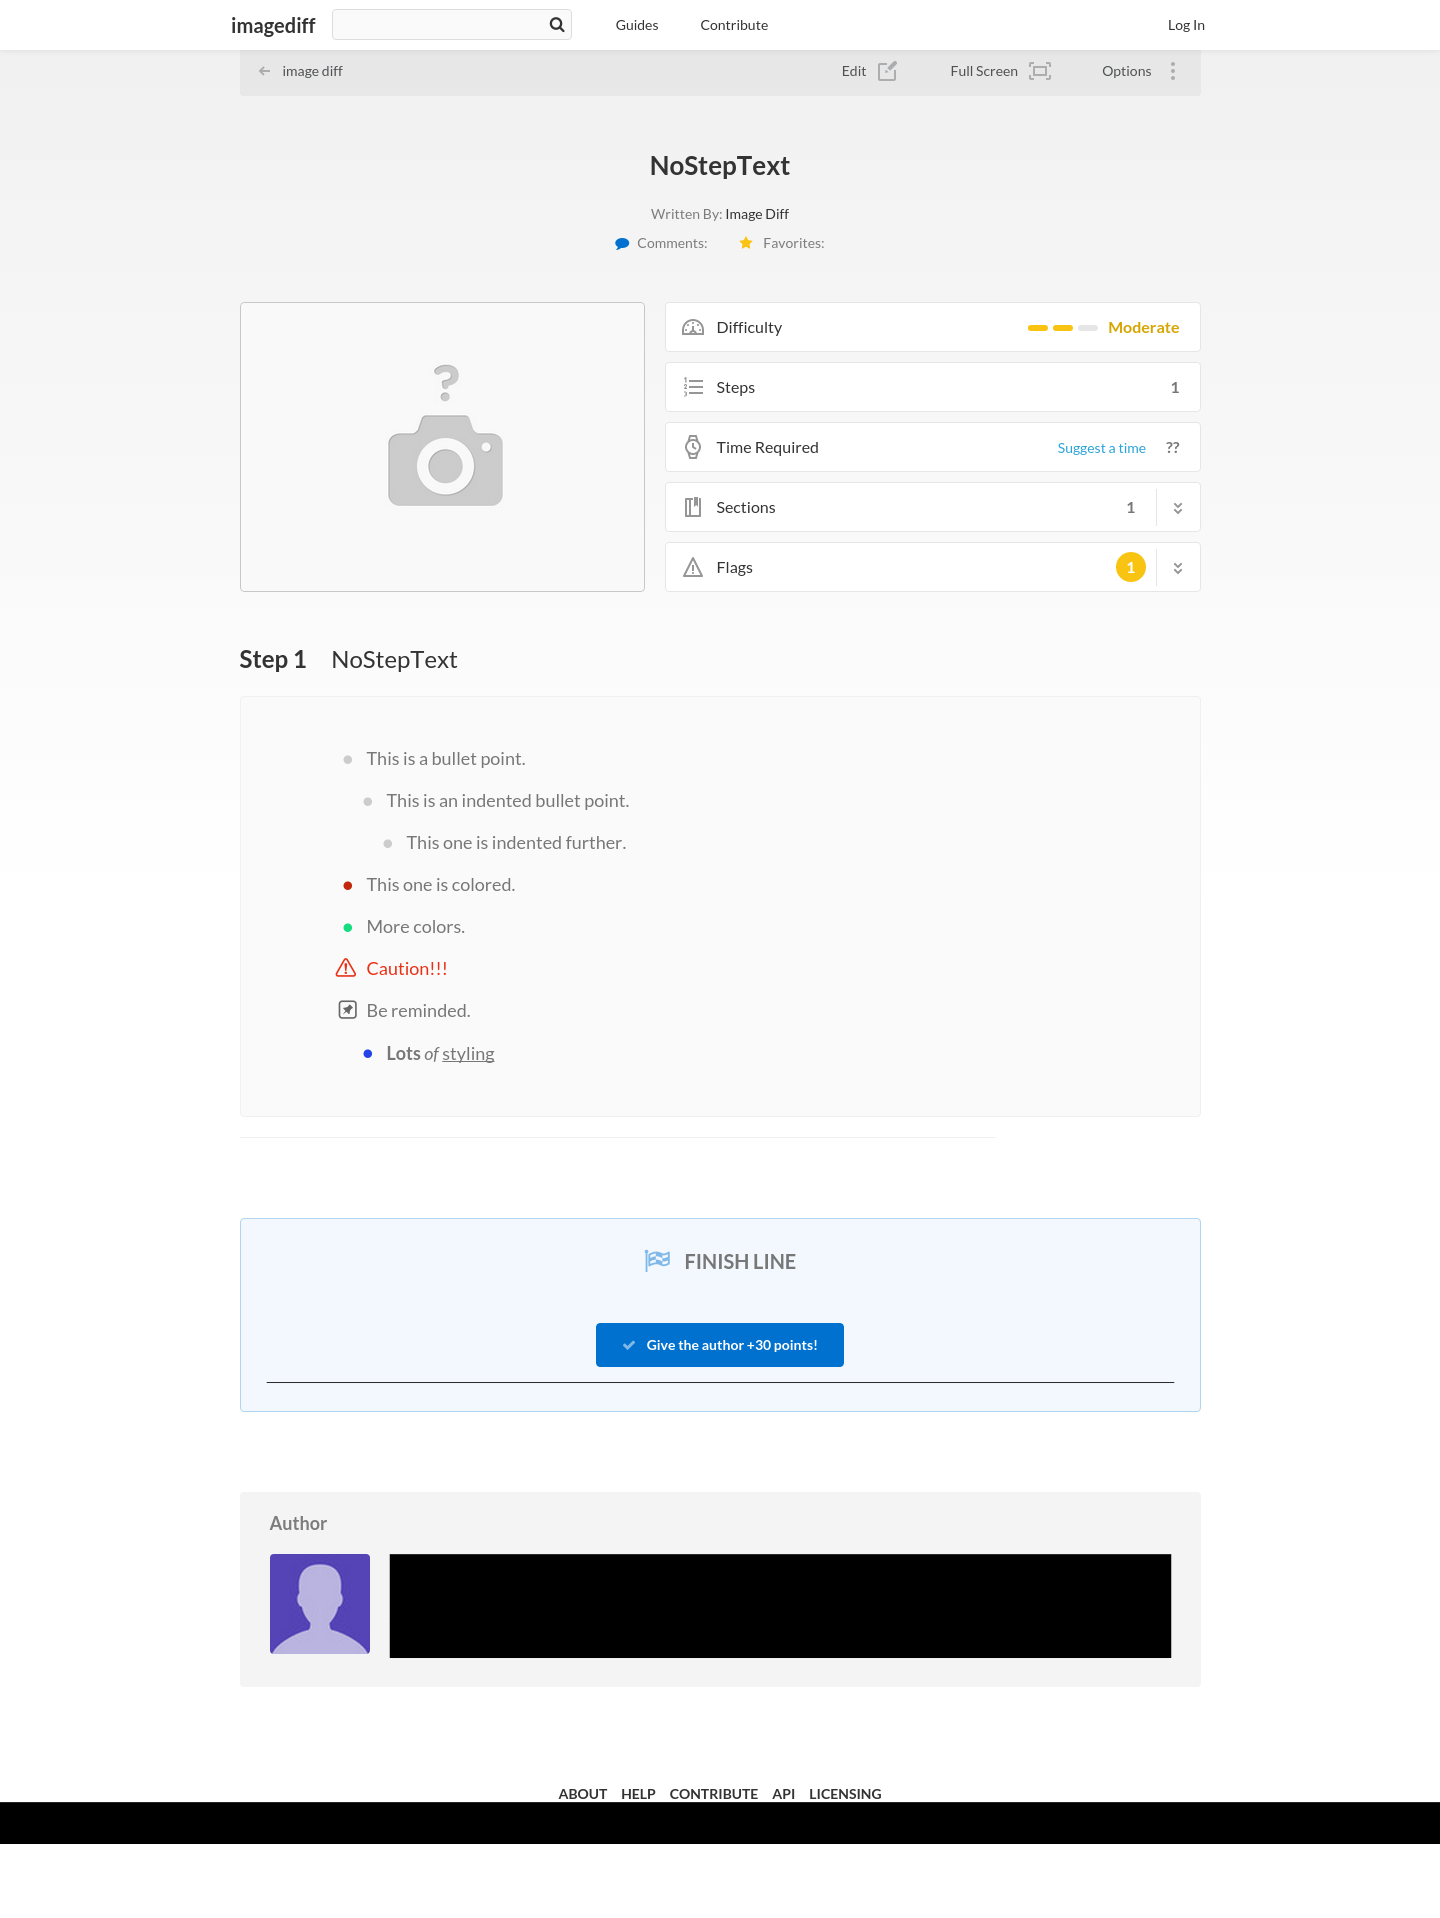 imagediff
Guides Contribute Log In
image diff Edit Full Screen Options
NoStepText
Written By: Image Diff
Comments: Favorites:
?
Difficulty Moderate
Steps 1
Time Required Suggest a time ??
Sections 1
Flags 1
Step 1 NoStepText
This is a bullet point.
This is an indented bullet point.
This one is indented further.
This one is colored.
More colors.
Caution!!!
Be reminded.
Lots of styling
FINISH LINE
Give the author +30 points!
Author
ABOUT HELP CONTRIBUTE API LICENSING